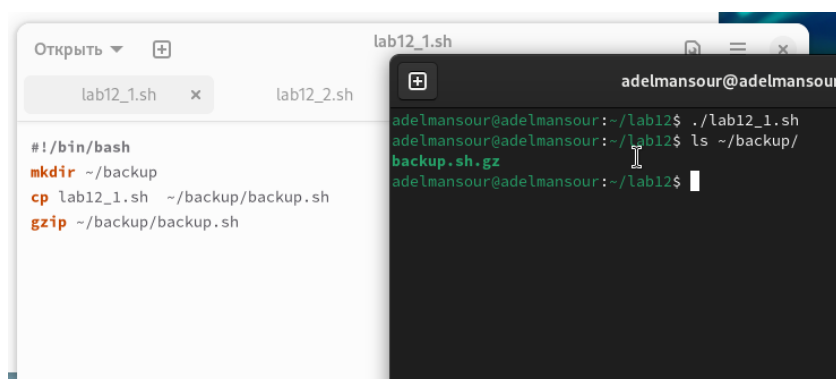 lab12_1.sh
Открыть
lab12_1.sh
lab12_2.sh
#!/bin/bash
mkdir ~/backup
cp lab12_1.sh  ~/backup/backup.sh
gzip ~/backup/backup.sh
adelmansour@adelmansour
adelmansour@adelmansour:~/lab12$ ./lab12_1.sh
adelmansour@adelmansour:~/lab12$ ls ~/backup/
backup.sh.gz
adelmansour@adelmansour:~/lab12$